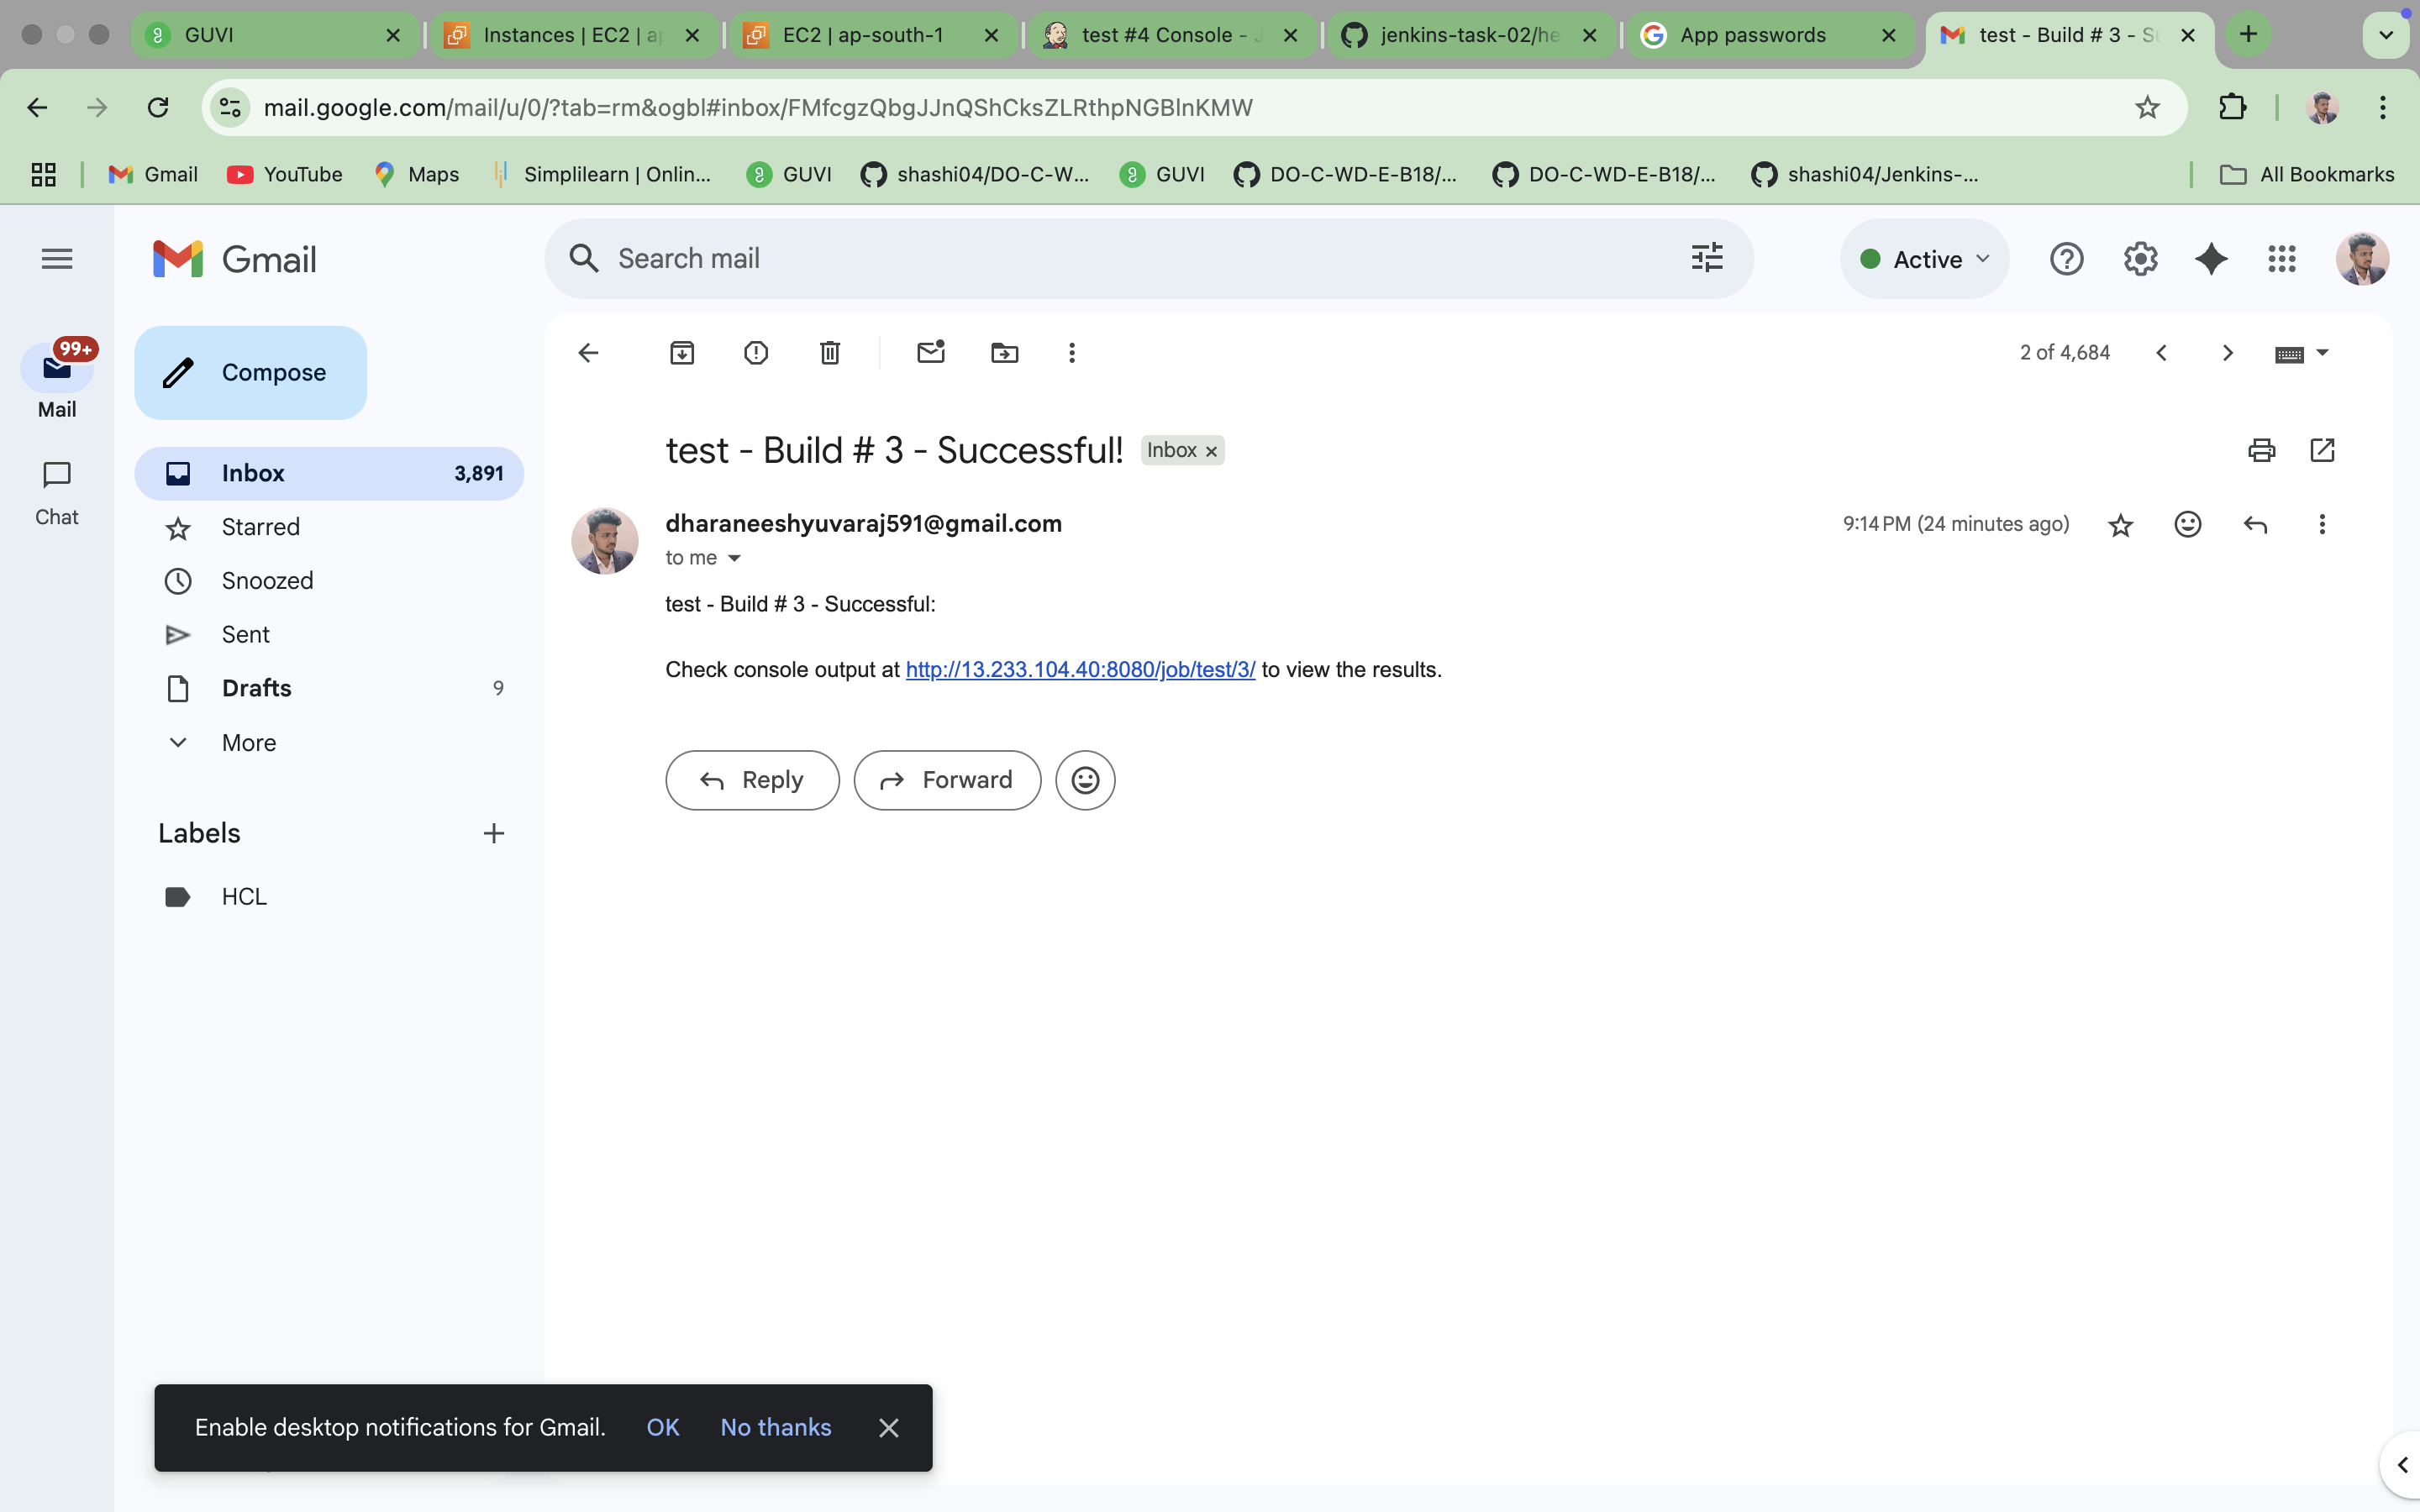 GUVI
Instances | EC2 | ap
EC2 | ap-south-1
test #4 Console - J
jenkins-task-02/he
App passwords
test - Build # 3 - Su
mail.google.com/mail/u/0/?tab=rm&ogbl#inbox/FMfcgzQbgJJnQShCksZLRthpNGBlnKMW
Gmail
YouTube
Maps
Simplilearn | Onlin...
GUVI
shashi04/DO-C-W...
GUVI
DO-C-WD-E-B18/...
DO-C-WD-E-B18/...
shashi04/Jenkins-...
All Bookmarks
Gmail
Search mail
Active
99+
Mail
Chat
Compose
Inbox 3,891
Starred
Snoozed
Sent
Drafts 9
More
Labels
HCL
2 of 4,684
test - Build # 3 - Successful!
Inbox
dharaneeshyuvaraj591@gmail.com
9:14 PM (24 minutes ago)
to me
test - Build # 3 - Successful:
Check console output at http://13.233.104.40:8080/job/test/3/ to view the results.
Reply
Forward
Enable desktop notifications for Gmail. OK No thanks